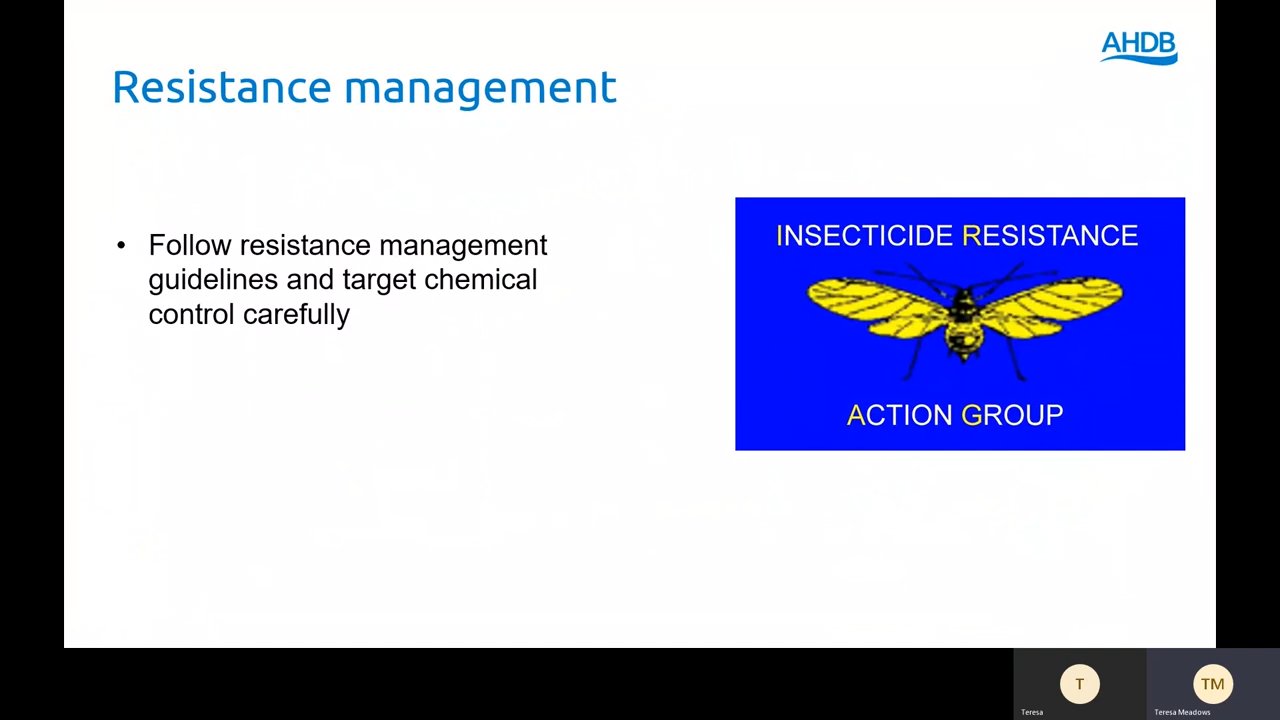 AHDB
Resistance management
• Follow resistance management
guidelines and target chemical
control carefully
INSECTICIDE RESISTANCE
ACTION GROUP
T
TM
Teresa
Teresa Meadows